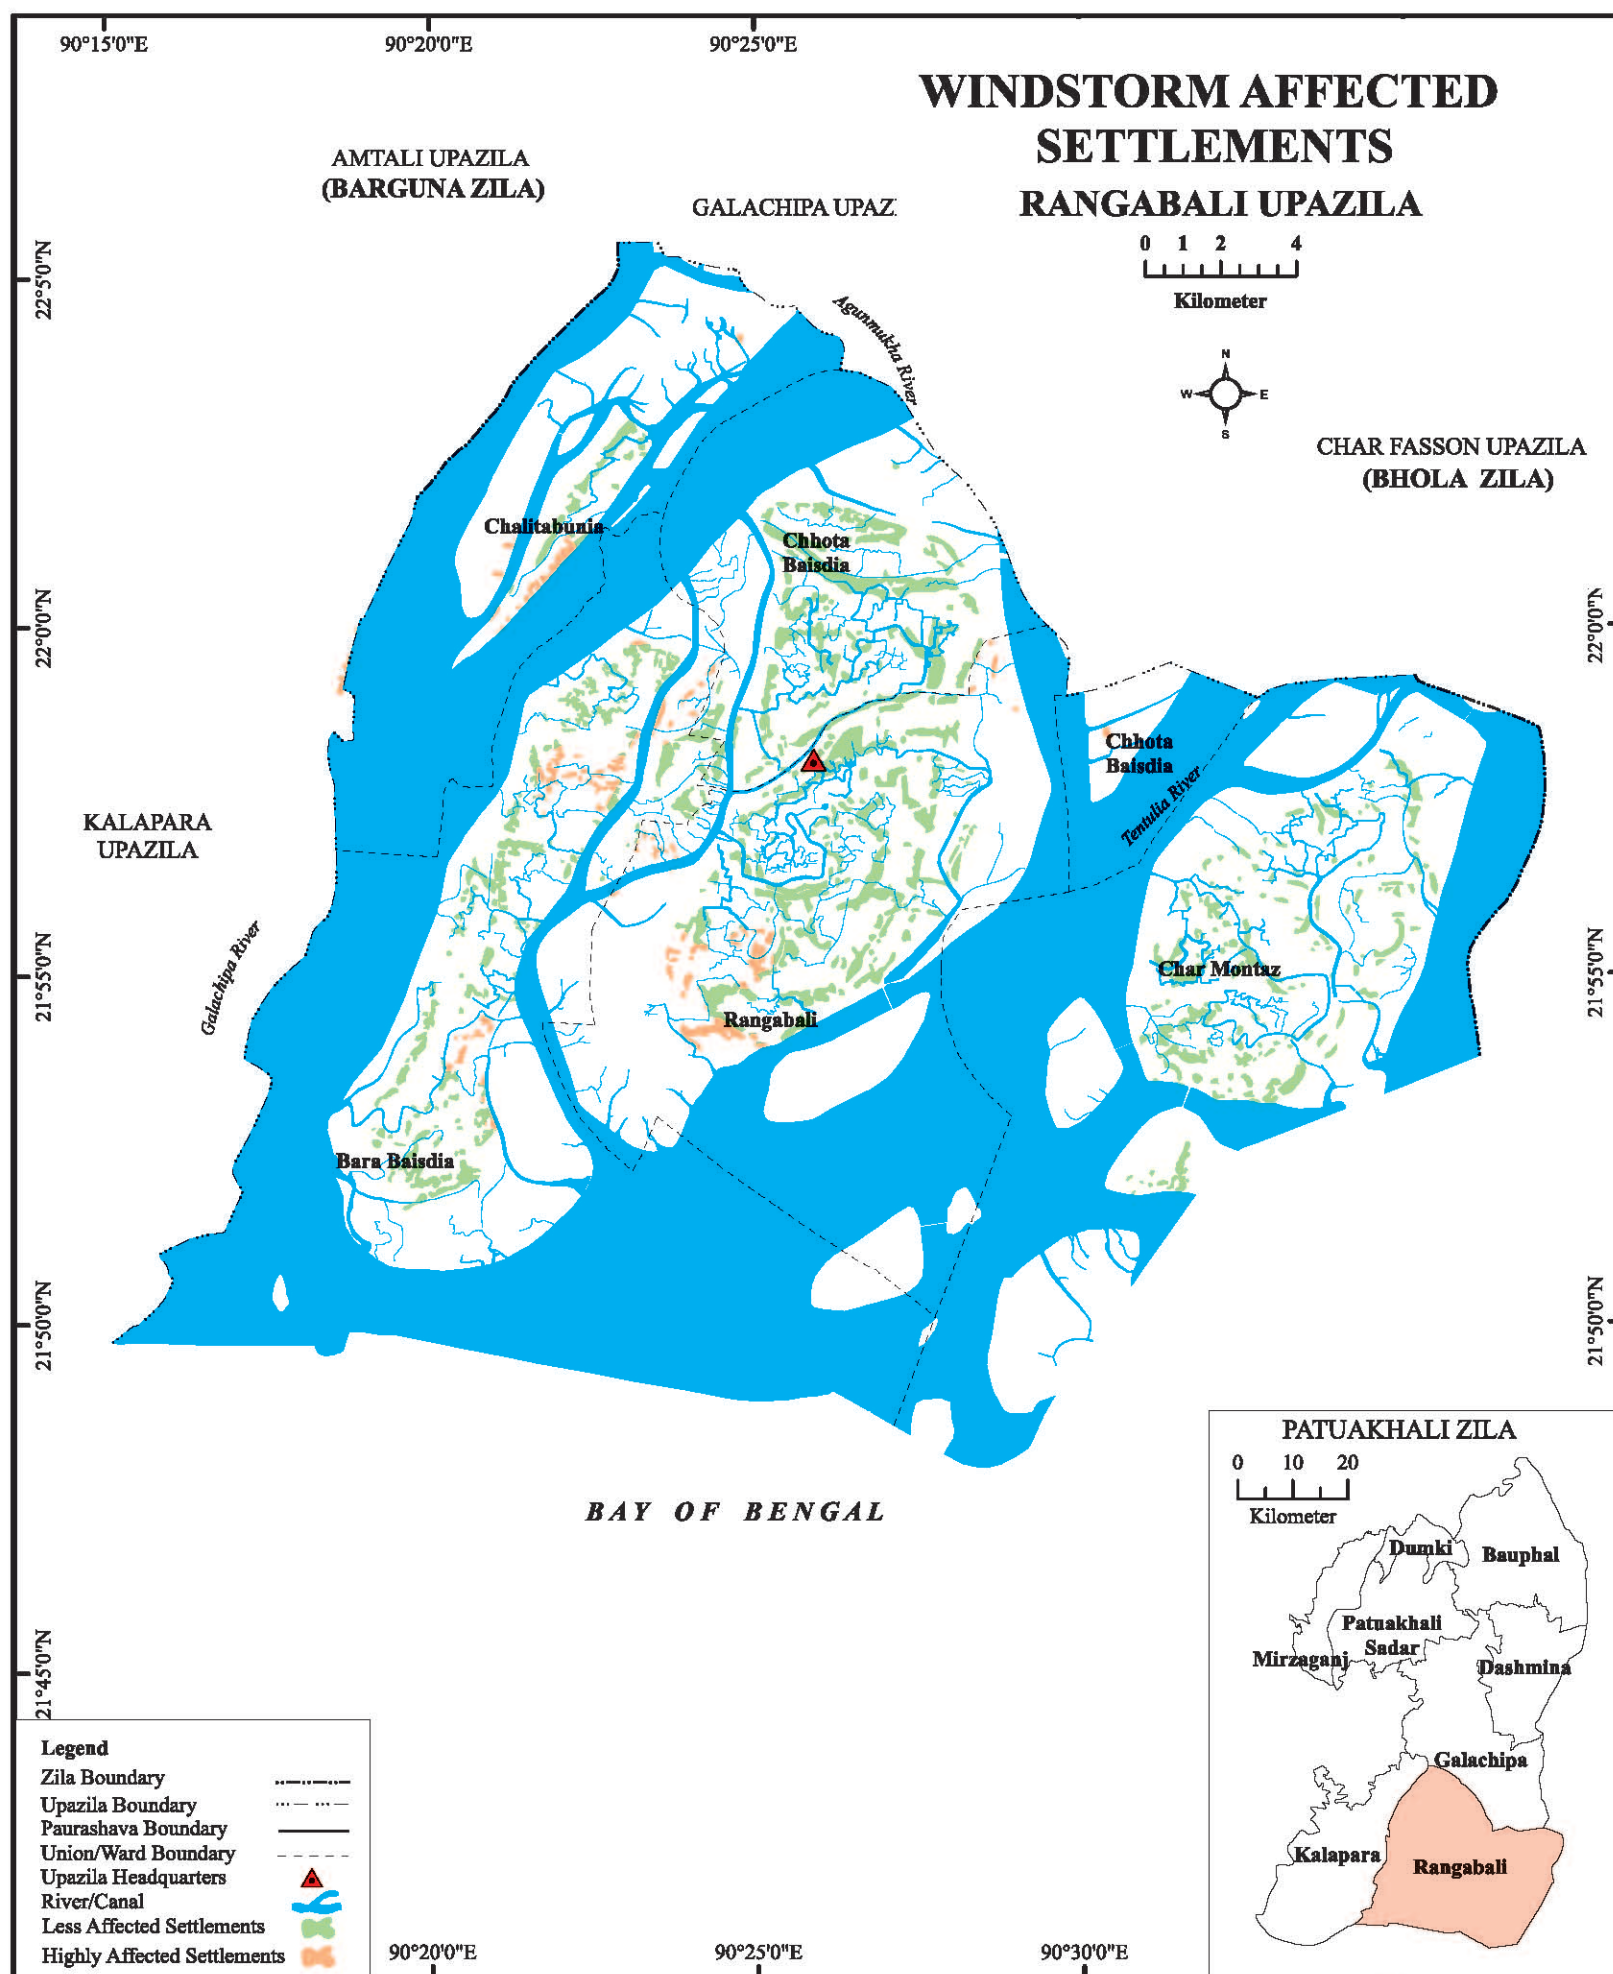 90°15'0"E
90°20'0"E
90°25'0"E
WINDSTORM AFFECTED
SETTLEMENTS
RANGABALI UPAZILA
0 1 2 4
Kilometer
N
W E
S
AMTALI UPAZILA
(BARGUNA ZILA)
GALACHIPA UPAZ
Agunmukha River
CHAR FASSON UPAZILA
(BHOLA ZILA)
22°5'0"N
22°0'0"N
22°0'0"N
Chalitabunia
Chhota
Baisdia
Chhota
Baisdia
Tentulia River
KALAPARA
UPAZILA
Galachipa River
21°55'0"N
21°55'0"N
Char Montaz
Rangabali
Bara Baisdia
21°50'0"N
21°50'0"N
BAY OF BENGAL
21°45'0"N
PATUAKHALI ZILA
0 10 20
Kilometer
Dumki
Bauphal
Patuakhali
Sadar
Mirzaganj
Dashmina
Galachipa
Kalapara
Rangabali
Legend
Zila Boundary
Upazila Boundary
Paurashava Boundary
Union/Ward Boundary
Upazila Headquarters
River/Canal
Less Affected Settlements
Highly Affected Settlements
90°20'0"E
90°25'0"E
90°30'0"E